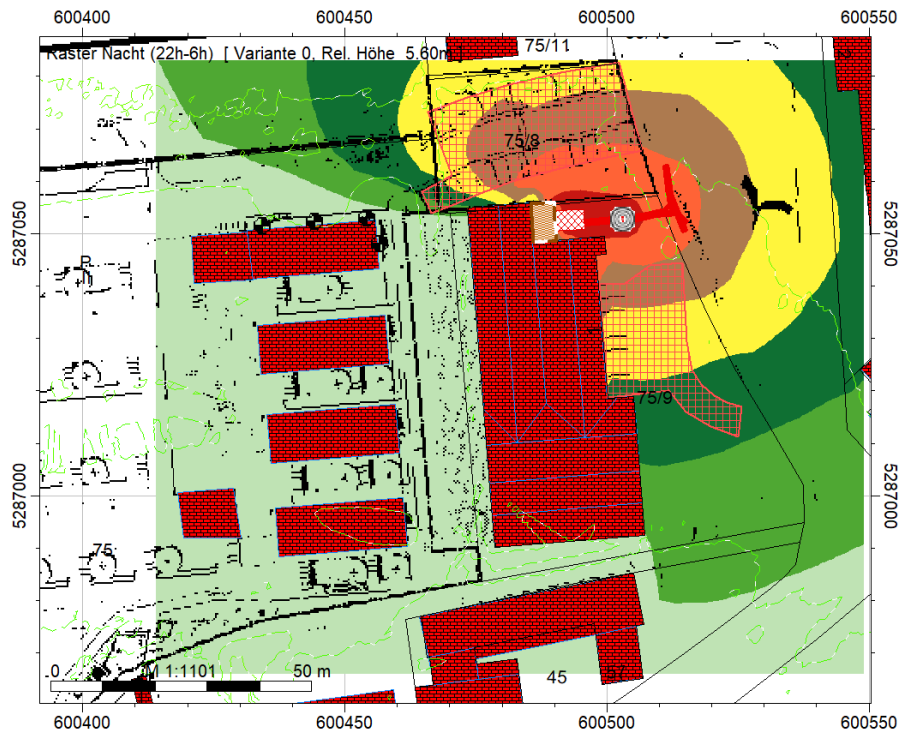 600400 600450 600500 600550
Raster Nacht (22h-6h) [ Variante 0, Rel. Höhe 5.60m ]
75/11
75/8
5287050 5287050
P
75/9
5287000 5287000
75
0 M 1:1101 50 m
45
600400 600450 600500 600550